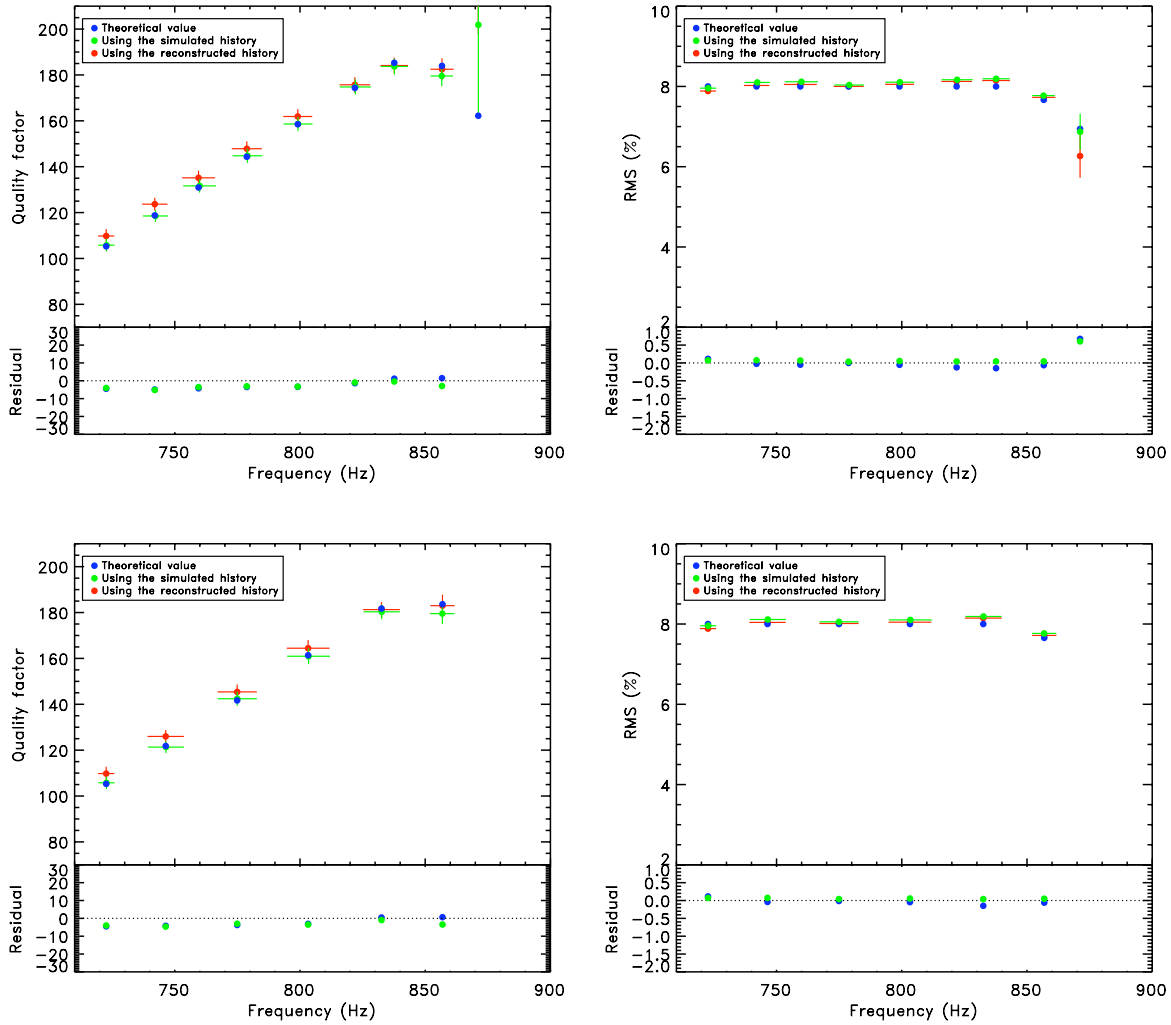 200
180
160
140
120
100
80
Quality factor
Theoretical value
Using the simulated history
Using the reconstructed history
30
20
10
0
−10
−20
−30
Residual
750 800 850 900
Frequency (Hz)
10
8
6
4
2
RMS (%)
Theoretical value
Using the simulated history
Using the reconstructed history
1.0
0.5
0.0
−0.5
−1.0
−1.5
−2.0
Residual
750 800 850 900
Frequency (Hz)
200
180
160
140
120
100
80
Quality factor
Theoretical value
Using the simulated history
Using the reconstructed history
30
20
10
0
−10
−20
−30
Residual
750 800 850 900
Frequency (Hz)
10
8
6
4
2
RMS (%)
Theoretical value
Using the simulated history
Using the reconstructed history
1.0
0.5
0.0
−0.5
−1.0
−1.5
−2.0
Residual
750 800 850 900
Frequency (Hz)